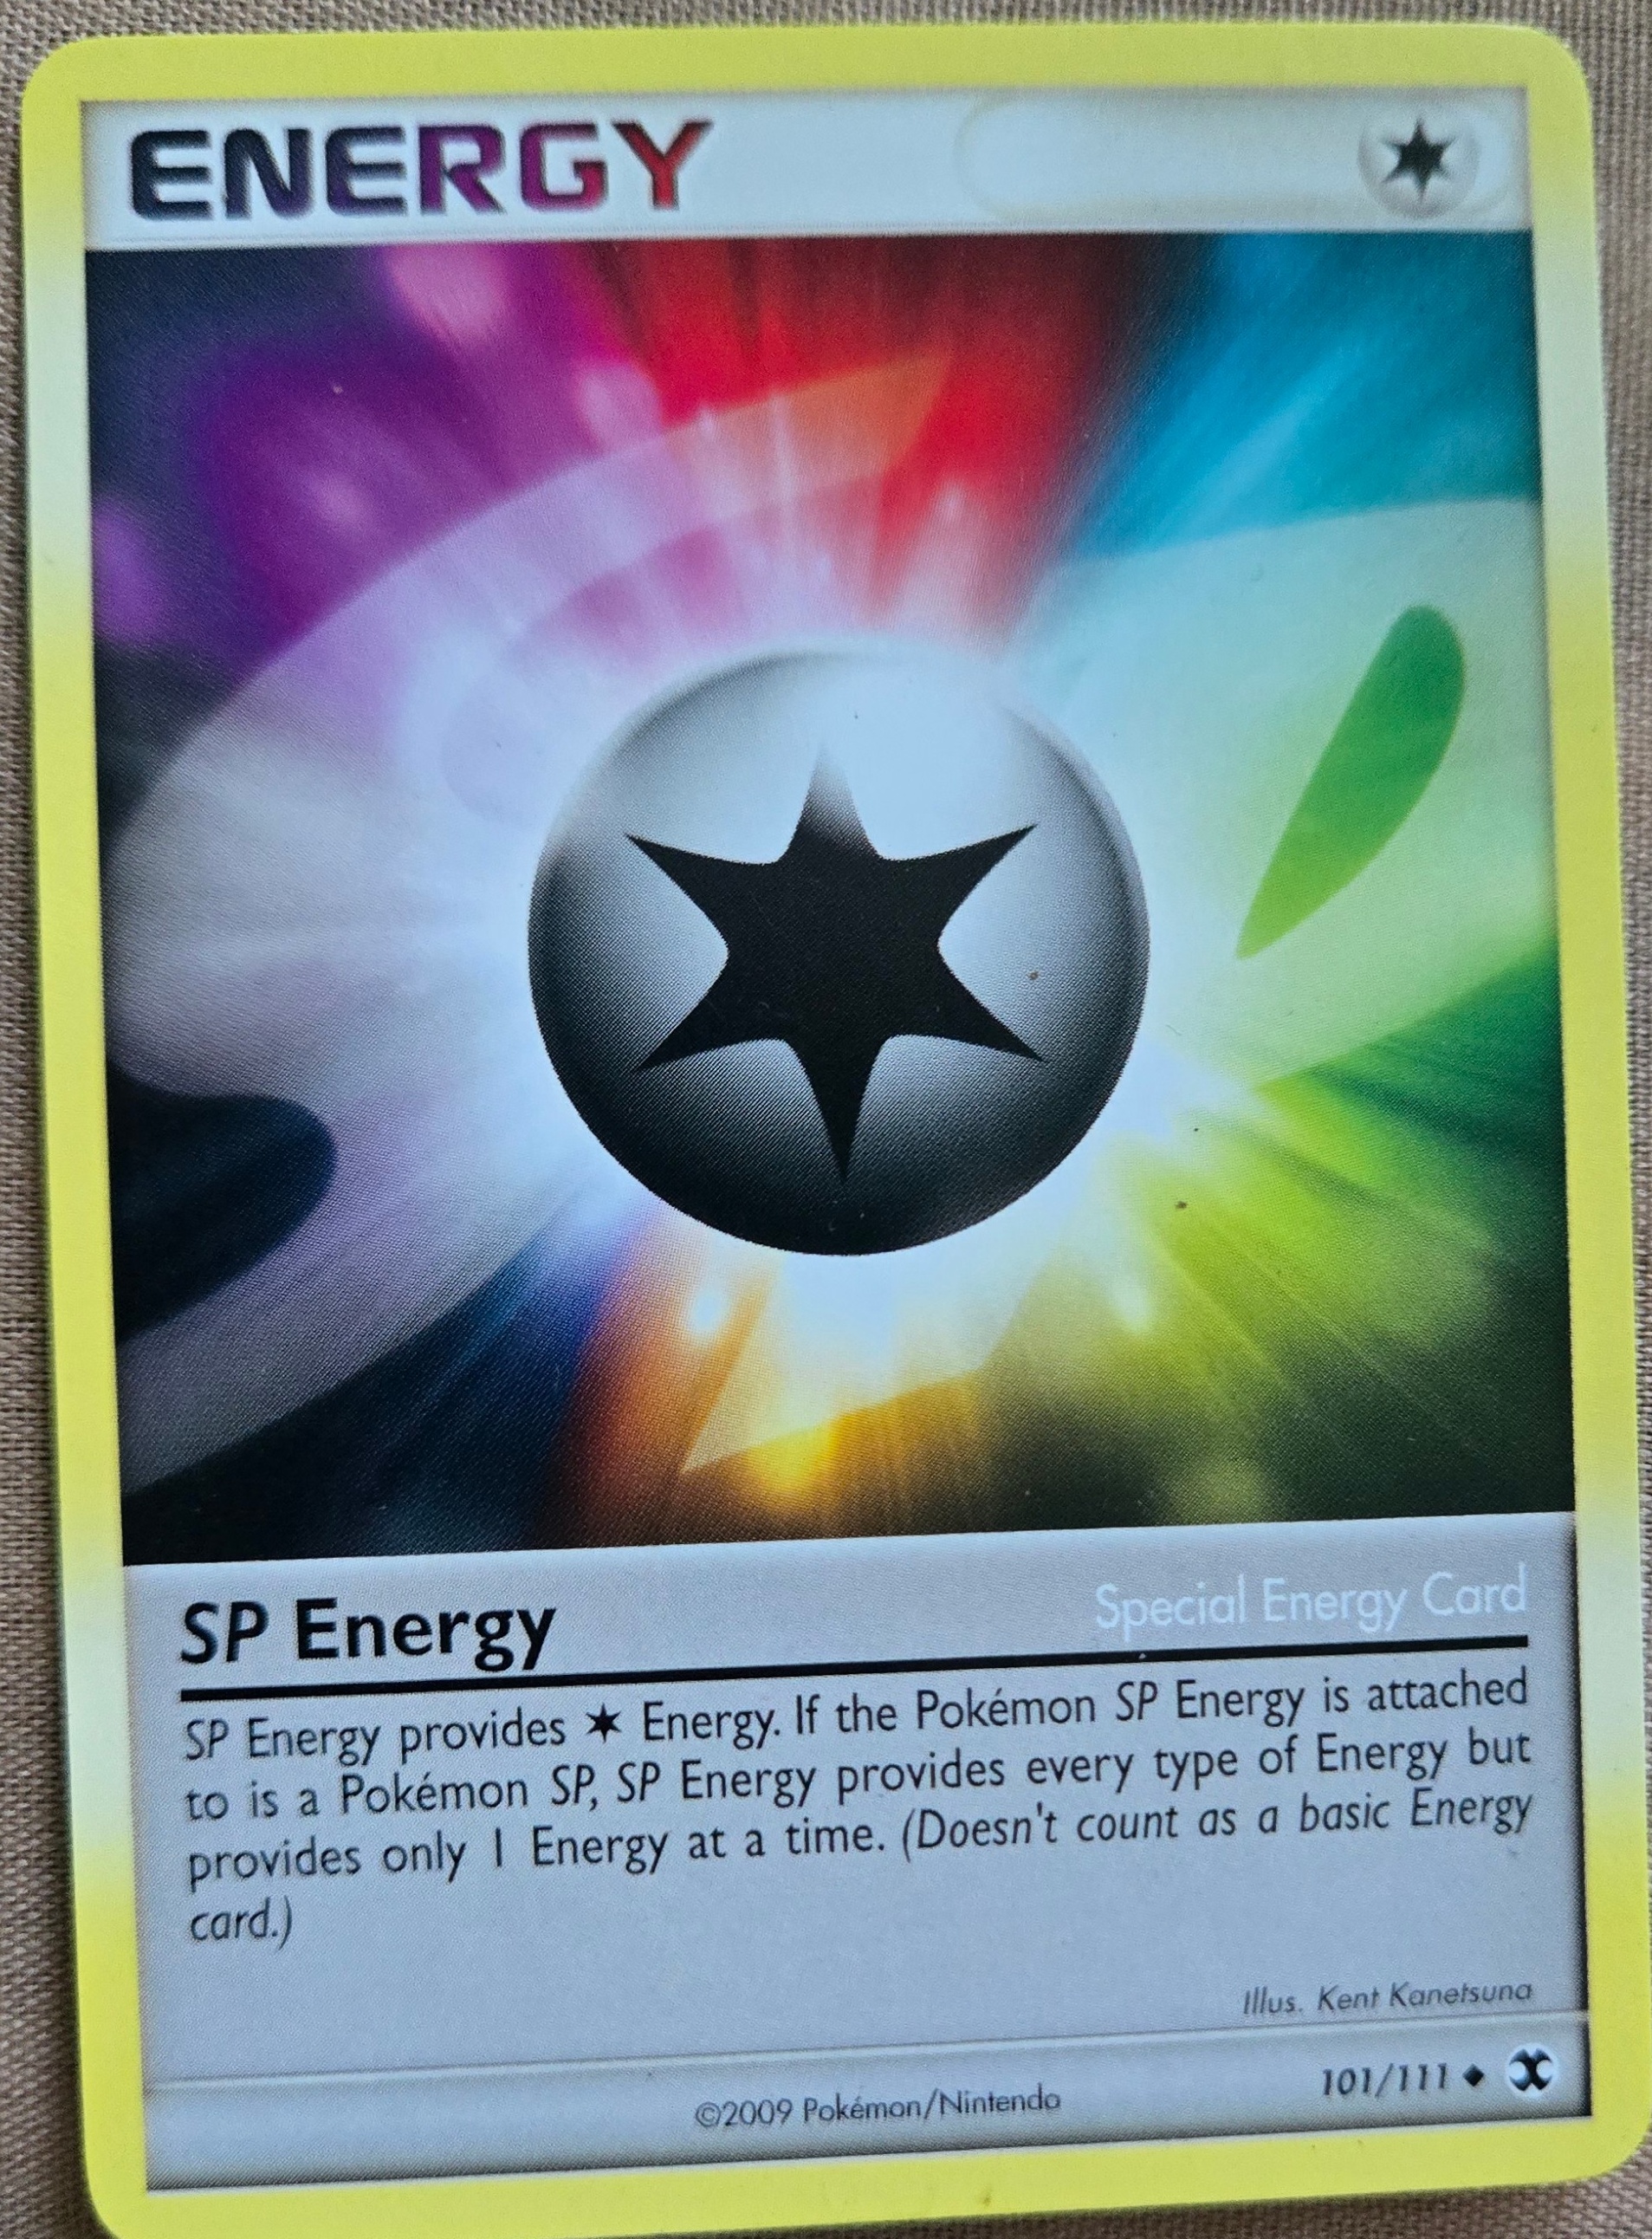 ENERGY
SP Energy
Special Energy Card
SP Energy provides ✶ Energy. If the Pokémon SP Energy is attached
to is a Pokémon SP, SP Energy provides every type of Energy but
provides only 1 Energy at a time. (Doesn't count as a basic Energy
card.)
Illus. Kent Kanetsuna
©2009 Pokémon/Nintendo
101/111 ◆